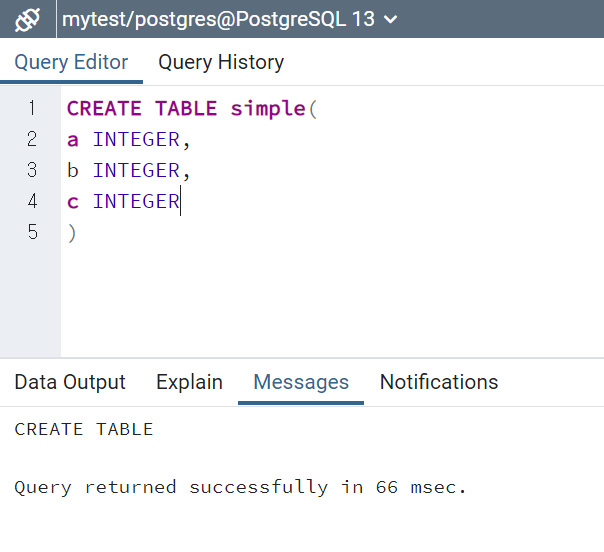 mytest/postgres@PostgreSQL 13
Query Editor Query History
1 CREATE TABLE simple(
2 a INTEGER,
3 b INTEGER,
4 c INTEGER
5 )
Data Output Explain Messages Notifications
CREATE TABLE
Query returned successfully in 66 msec.